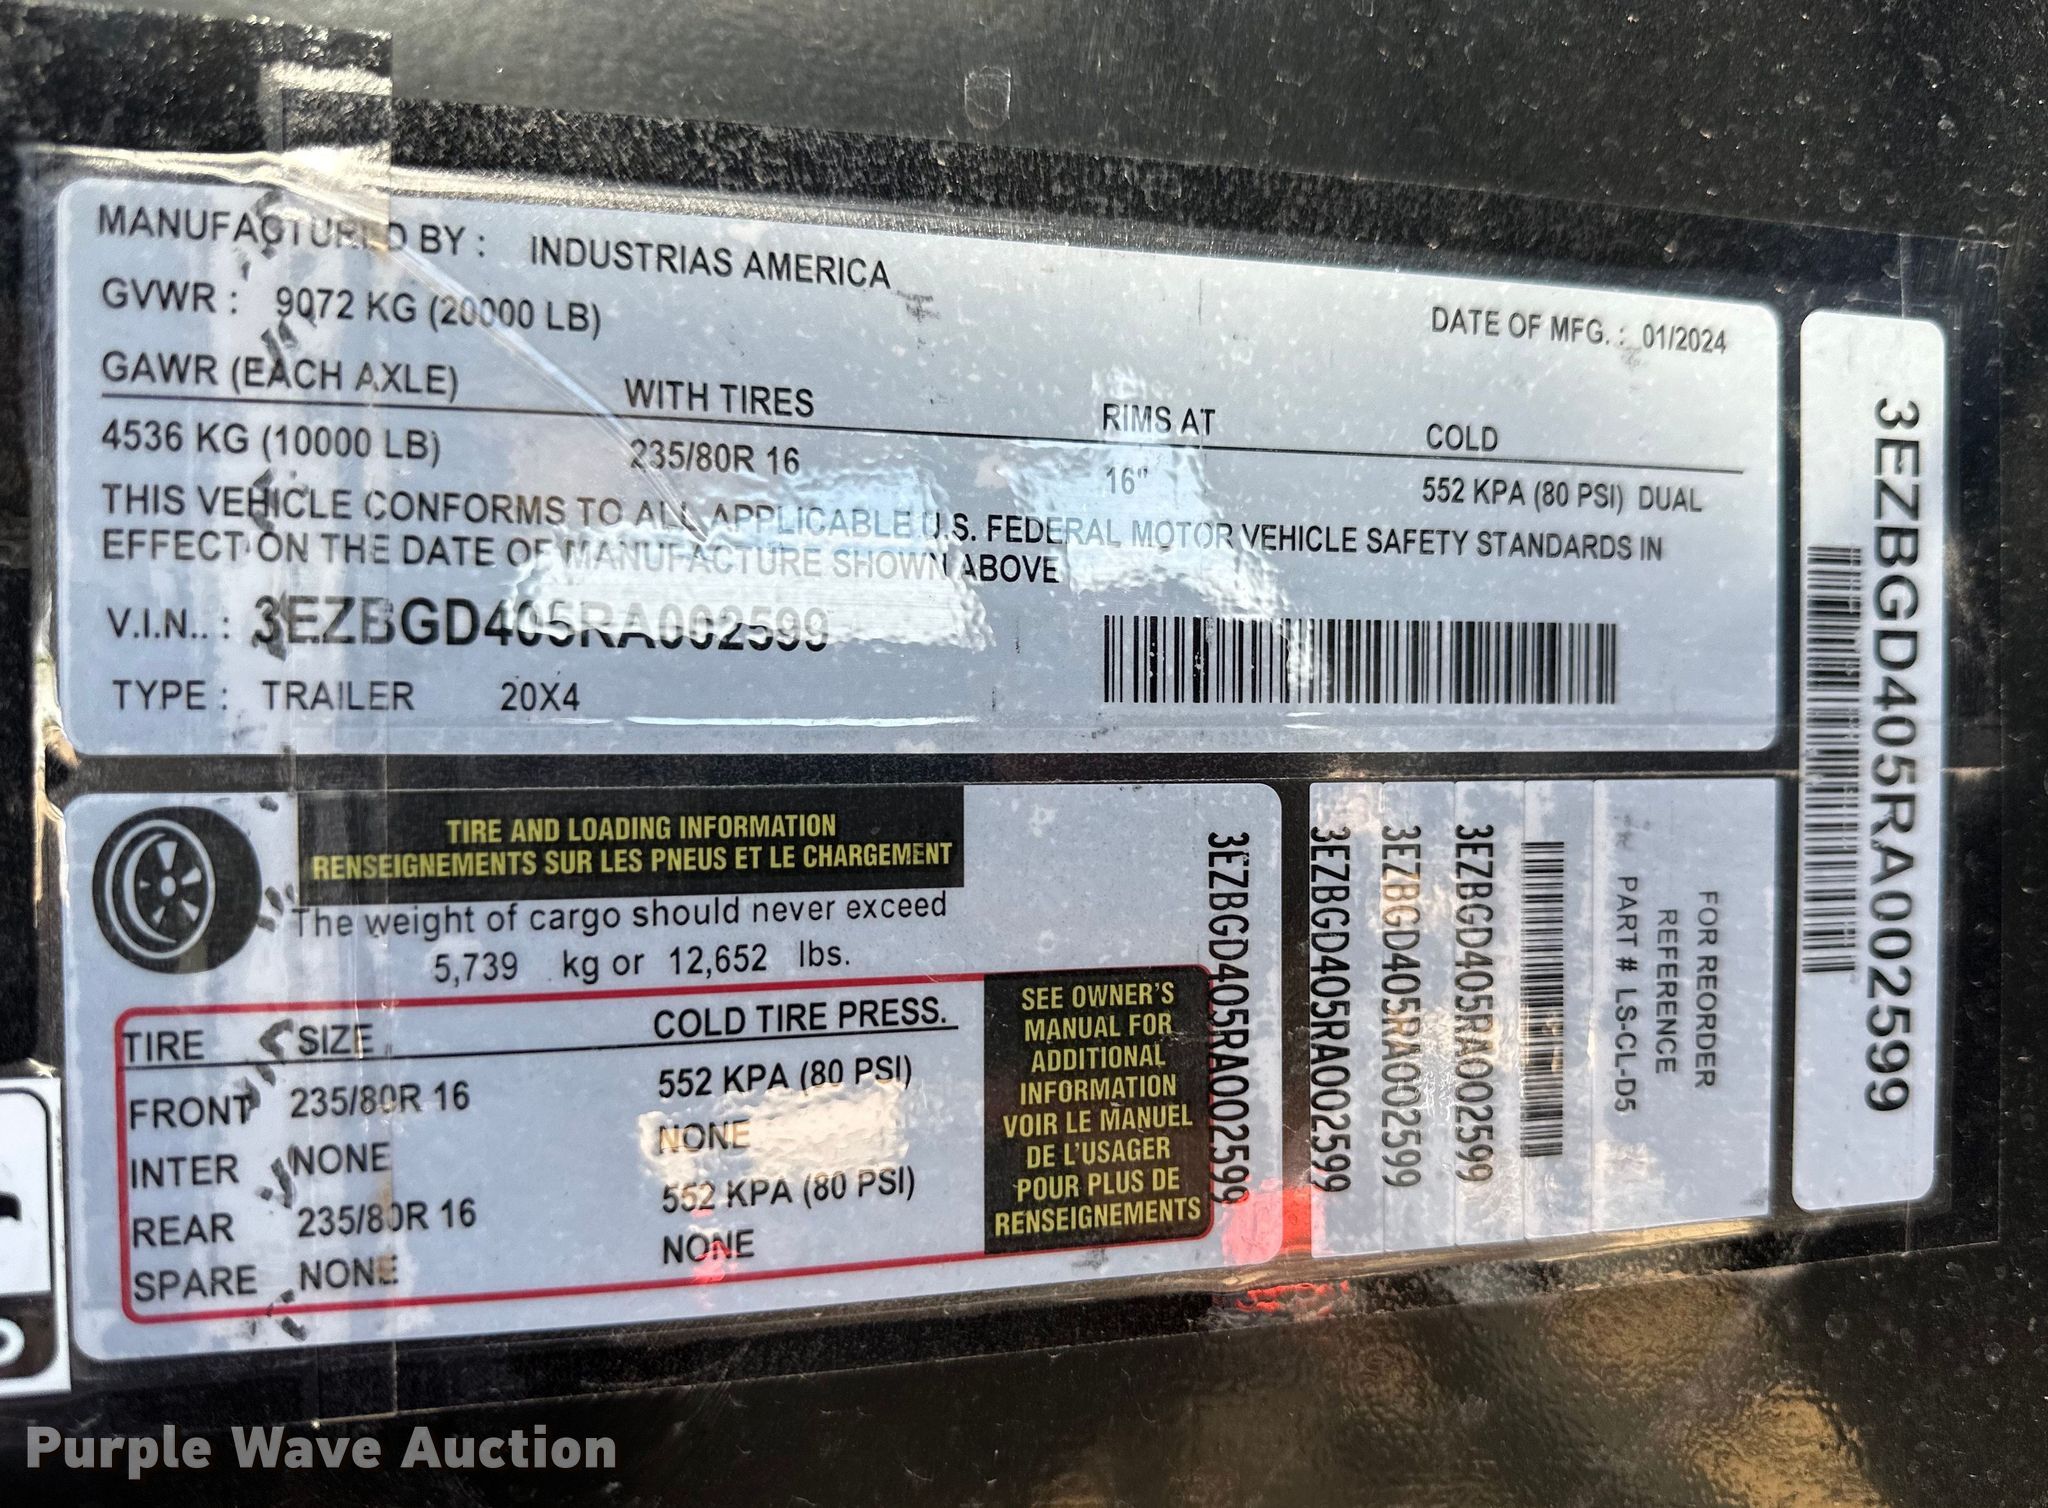 MANUFACTURED BY : INDUSTRIAS AMERICA
GVWR : 9072 KG (20000 LB)
DATE OF MFG. : 01/2024
GAWR (EACH AXLE) WITH TIRES RIMS AT COLD
4536 KG (10000 LB) 235/80R 16 16" 552 KPA (80 PSI) DUAL
THIS VEHICLE CONFORMS TO ALL APPLICABLE U.S. FEDERAL MOTOR VEHICLE SAFETY STANDARDS IN
EFFECT ON THE DATE OF MANUFACTURE SHOWN ABOVE
V.I.N.. : 3EZBGD405RA002599
TYPE : TRAILER 20X4
3EZBGD405RA002599
TIRE AND LOADING INFORMATION
RENSEIGNEMENTS SUR LES PNEUS ET LE CHARGEMENT
The weight of cargo should never exceed
5,739 kg or 12,652 lbs.
TIRE SIZE COLD TIRE PRESS.
FRONT 235/80R 16 552 KPA (80 PSI)
INTER NONE NONE
REAR 235/80R 16 552 KPA (80 PSI)
SPARE NONE NONE
SEE OWNER'S
MANUAL FOR
ADDITIONAL
INFORMATION
VOIR LE MANUEL
DE L'USAGER
POUR PLUS DE
RENSEIGNEMENTS
3EZBGD405RA002599
3EZBGD405RA002599
3EZBGD405RA002599
3EZBGD405RA002599
FOR REORDER
REFERENCE
PART # LS-CL-D5
Purple Wave Auction